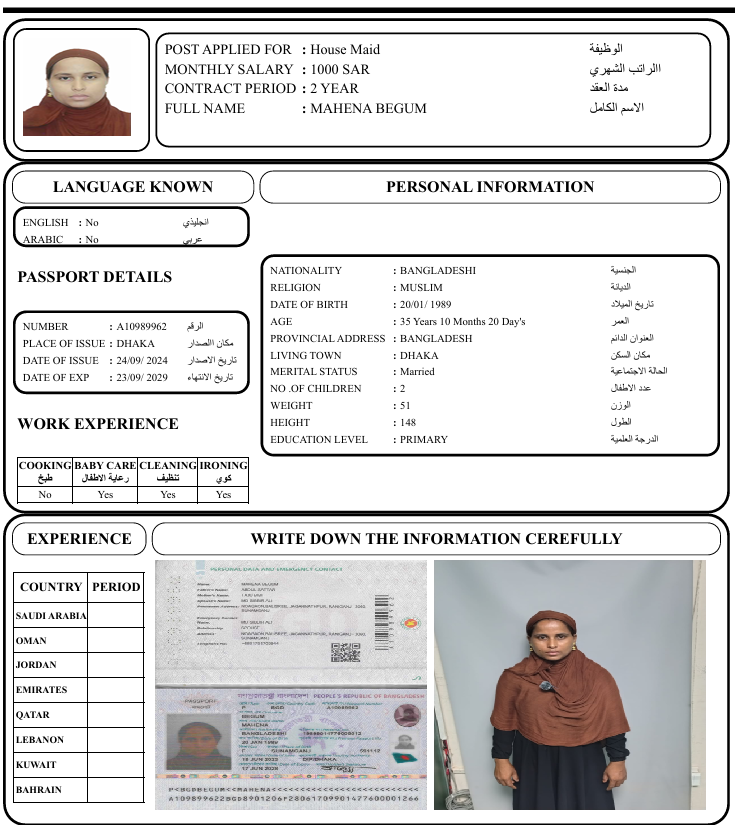 POST APPLIED FOR : House Maid الوظيفة
MONTHLY SALARY : 1000 SAR االراتب الشهري
CONTRACT PERIOD : 2 YEAR مدة العقد
FULL NAME : MAHENA BEGUM الاسم الكامل
LANGUAGE KNOWN
ENGLISH : No انجليذي
ARABIC : No عربي
PASSPORT DETAILS
NUMBER : A10989962 الرقم
PLACE OF ISSUE : DHAKA مكان االصدار
DATE OF ISSUE : 24/09/ 2024 تاريخ الاصدار
DATE OF EXP : 23/09/ 2029 تاريخ الانتهاء
WORK EXPERIENCE
COOKING BABY CARE CLEANING IRONING
طبخ رعاية الاطفال تنظيف كوي
No Yes Yes Yes
PERSONAL INFORMATION
NATIONALITY : BANGLADESHI الجنسية
RELIGION : MUSLIM الديانة
DATE OF BIRTH : 20/01/ 1989 تاريخ الميلاد
AGE : 35 Years 10 Months 20 Day's العمر
PROVINCIAL ADDRESS : BANGLADESH العنوان الدائم
LIVING TOWN : DHAKA مكان السكن
MERITAL STATUS : Married الحالة الاجتماعية
NO .OF CHILDREN : 2 عدد الاطفال
WEIGHT : 51 الوزن
HEIGHT : 148 الطول
EDUCATION LEVEL : PRIMARY الدرجة العلمية
EXPERIENCE
COUNTRY PERIOD
SAUDI ARABIA
OMAN
JORDAN
EMIRATES
QATAR
LEBANON
KUWAIT
BAHRAIN
WRITE DOWN THE INFORMATION CEREFULLY
PERSONAL DATA AND EMERGENCY CONTACT
MAHENA BEGUM
PASSPORT
PEOPLE'S REPUBLIC OF BANGLADESH
P BGD
BEGUM
MAHENA
BANGLADESHI
20 JAN 1989
F SUNAMGANJ
18 JUN 2023 DIP/DHAKA
17 JUN 2028